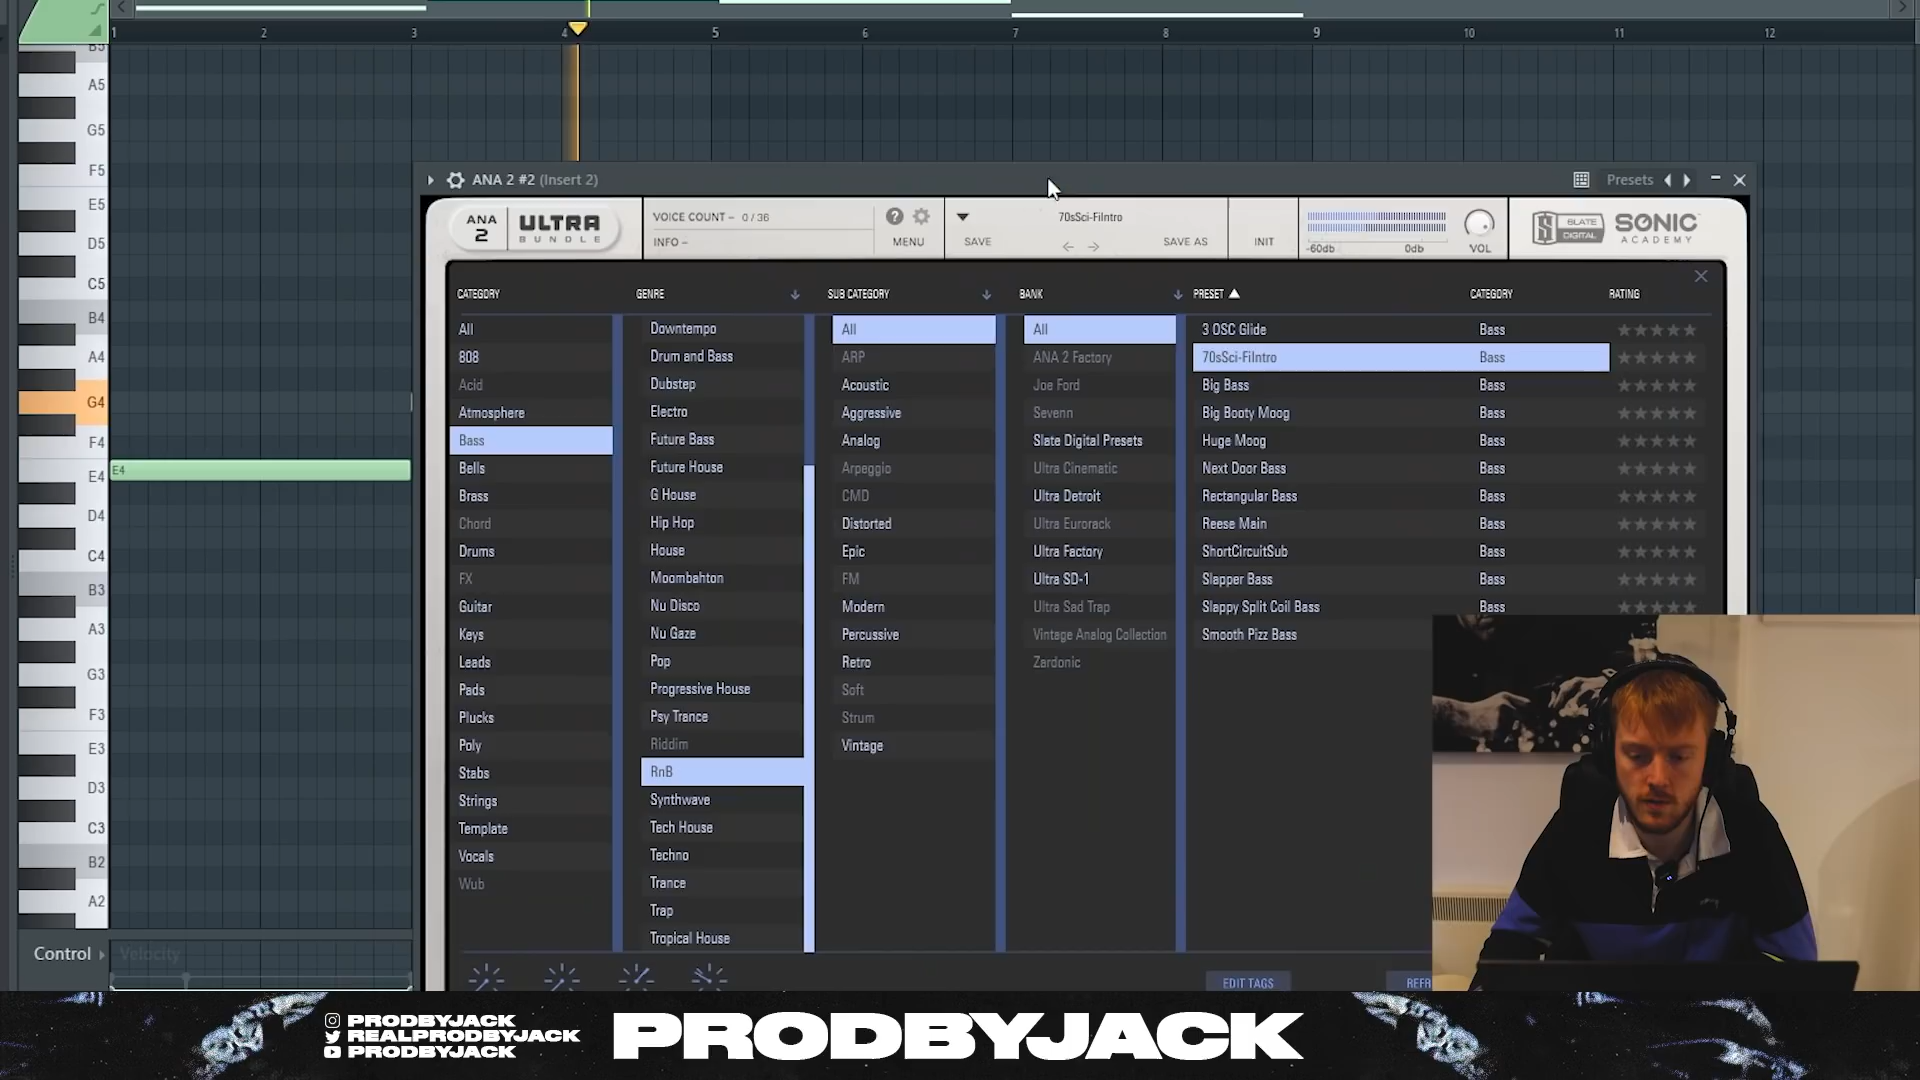 1 2 3 4 5 6 7 8 9 10 11 12
B5
A5
G5
F5
E5
D5
C5
B4
A4
G4
F4
E4
D4
C4
B3
A3
G3
F3
E3
D3
C3
B2
A2
E4
Control
Velocity
ANA 2 #2 (Insert 2)
Presets
ANA 2
ULTRA
BUNDLE
VOICE COUNT – 0 / 36
INFO –
MENU
70sSci-FiIntro
SAVE
SAVE AS
INIT
-60db
0db
VOL
SLATE DIGITAL
SONIC
ACADEMY
CATEGORY
All
808
Acid
Atmosphere
Bass
Bells
Brass
Chord
Drums
FX
Guitar
Keys
Leads
Pads
Plucks
Poly
Stabs
Strings
Template
Vocals
Wub
GENRE
Downtempo
Drum and Bass
Dubstep
Electro
Future Bass
Future House
G House
Hip Hop
House
Moombahton
Nu Disco
Nu Gaze
Pop
Progressive House
Psy Trance
Riddim
RnB
Synthwave
Tech House
Techno
Trance
Trap
Tropical House
SUB CATEGORY
All
ARP
Acoustic
Aggressive
Analog
Arpeggio
CMD
Distorted
Epic
FM
Modern
Percussive
Retro
Soft
Strum
Vintage
BANK
All
ANA 2 Factory
Joe Ford
Sevenn
Slate Digital Presets
Ultra Cinematic
Ultra Detroit
Ultra Eurorack
Ultra Factory
Ultra SD-1
Ultra Sad Trap
Vintage Analog Collection
Zardonic
PRESET CATEGORY RATING
3 OSC Glide Bass
70sSci-FiIntro Bass
Big Bass Bass
Big Booty Moog Bass
Huge Moog Bass
Next Door Bass Bass
Rectangular Bass Bass
Reese Main Bass
ShortCircuitSub Bass
Slapper Bass Bass
Slappy Split Coil Bass Bass
Smooth Pizz Bass
EDIT TAGS
REFR
PRODBYJACK
REALPRODBYJACK
PRODBYJACK
PRODBYJACK